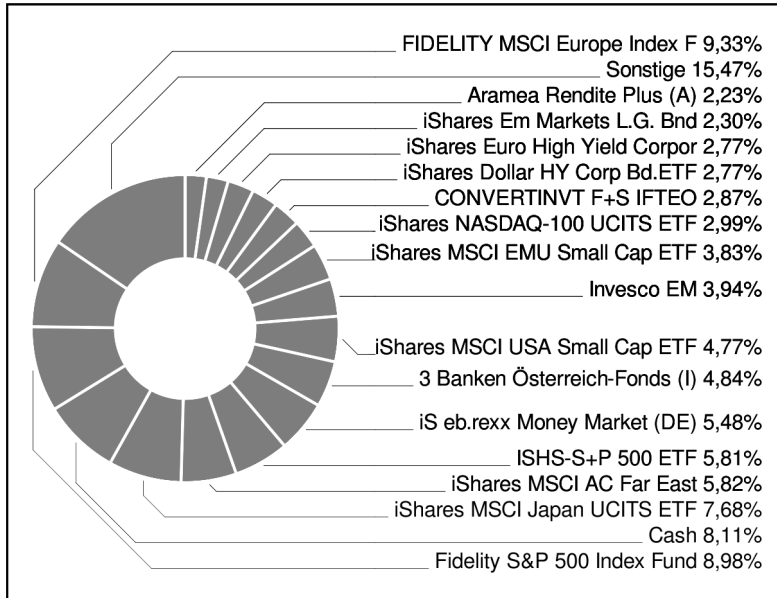 FIDELITY MSCI Europe Index F 9,33%
Sonstige 15,47%
Aramea Rendite Plus (A) 2,23%
iShares Em Markets L.G. Bnd 2,30%
iShares Euro High Yield Corpor 2,77%
iShares Dollar HY Corp Bd.ETF 2,77%
CONVERTINVT F+S IFTEO 2,87%
iShares NASDAQ-100 UCITS ETF 2,99%
iShares MSCI EMU Small Cap ETF 3,83%
Invesco EM 3,94%
iShares MSCI USA Small Cap ETF 4,77%
3 Banken Österreich-Fonds (I) 4,84%
iS eb.rexx Money Market (DE) 5,48%
ISHS-S+P 500 ETF 5,81%
iShares MSCI AC Far East 5,82%
iShares MSCI Japan UCITS ETF 7,68%
Cash 8,11%
Fidelity S&P 500 Index Fund 8,98%